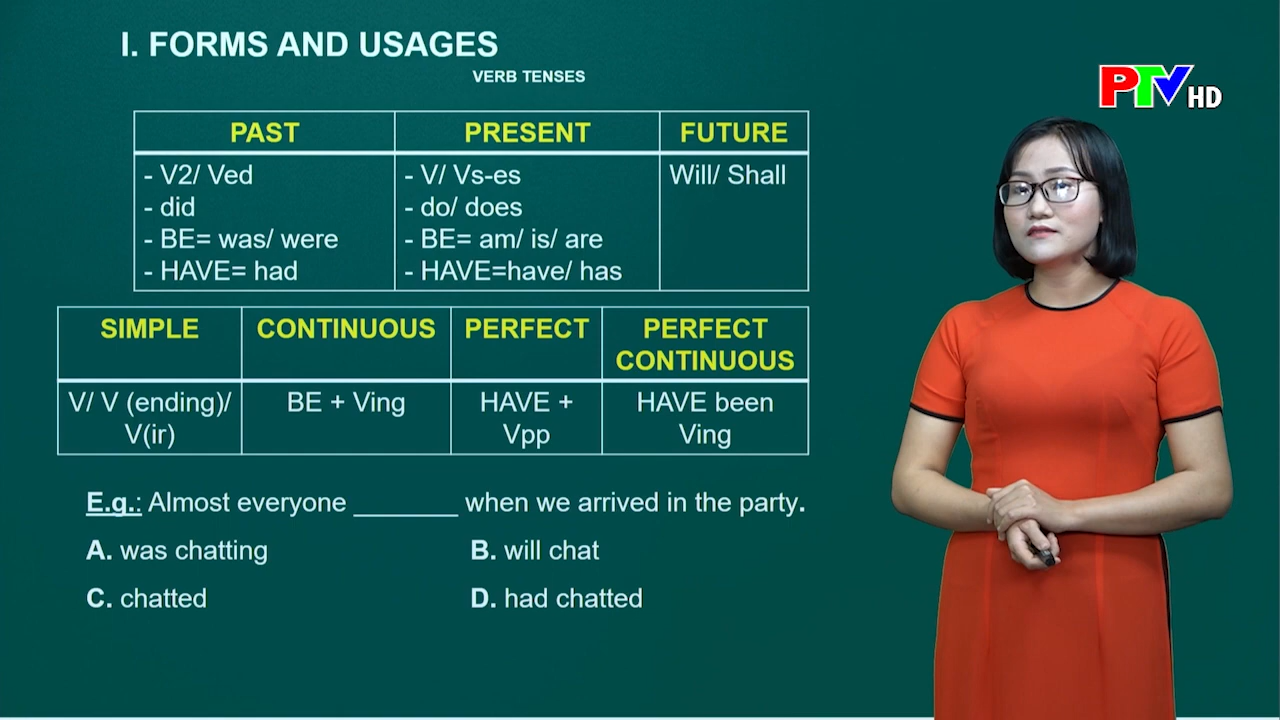 I. FORMS AND USAGES
VERB TENSES
PTV HD
PAST PRESENT FUTURE
- V2/ Ved - V/ Vs-es Will/ Shall
- did - do/ does
- BE= was/ were - BE= am/ is/ are
- HAVE= had - HAVE=have/ has
SIMPLE CONTINUOUS PERFECT PERFECT
CONTINUOUS
V/ V (ending)/ BE + Ving HAVE + HAVE been
V(ir) Vpp Ving
E.g.: Almost everyone _______ when we arrived in the party.
A. was chatting B. will chat
C. chatted D. had chatted